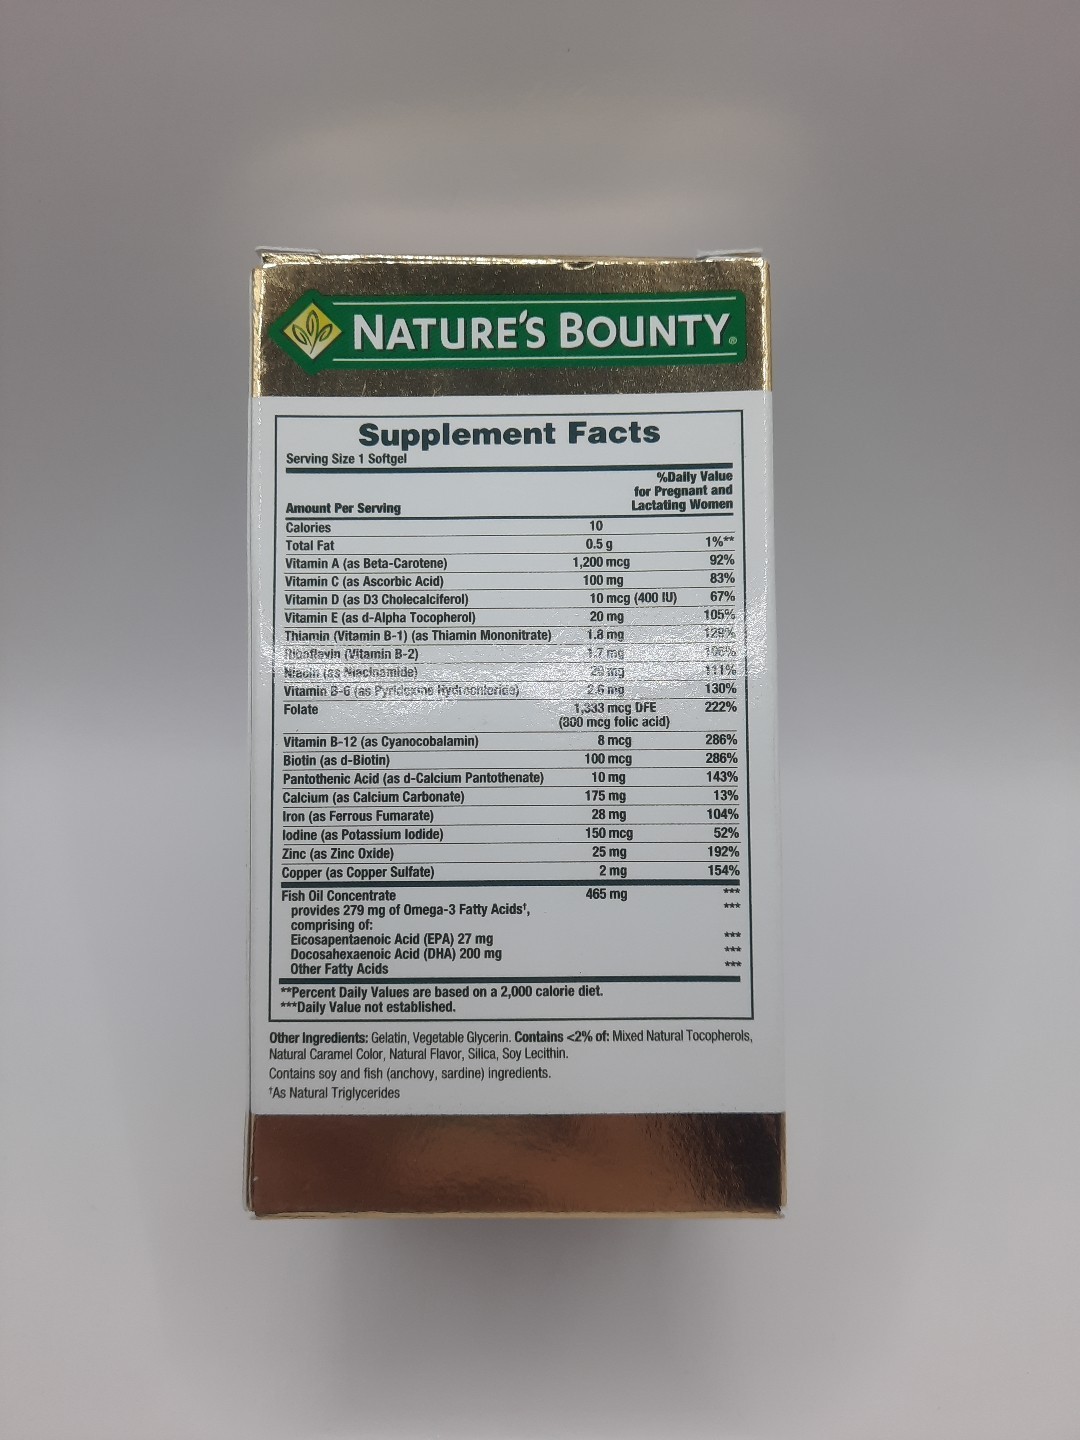 NATURE'S BOUNTY®
Supplement Facts
Serving Size 1 Softgel
%Daily Value
for Pregnant and
Amount Per Serving Lactating Women
Calories 10
Total Fat 0.5 g 1%**
Vitamin A (as Beta-Carotene) 1,200 mcg 92%
Vitamin C (as Ascorbic Acid) 100 mg 83%
Vitamin D (as D3 Cholecalciferol) 10 mcg (400 IU) 67%
Vitamin E (as d-Alpha Tocopherol) 20 mg 105%
Thiamin (Vitamin B-1) (as Thiamin Mononitrate) 1.8 mg 129%
Riboflavin (Vitamin B-2) 1.7 mg
Niacin (as Niacinamide) 20 mg 111%
Vitamin B-6 (as Pyridoxine Hydrochloride) 2.6 mg 130%
Folate 1,333 mcg DFE 222%
(800 mcg folic acid)
Vitamin B-12 (as Cyanocobalamin) 8 mcg 286%
Biotin (as d-Biotin) 100 mcg 286%
Pantothenic Acid (as d-Calcium Pantothenate) 10 mg 143%
Calcium (as Calcium Carbonate) 175 mg 13%
Iron (as Ferrous Fumarate) 28 mg 104%
Iodine (as Potassium Iodide) 150 mcg 52%
Zinc (as Zinc Oxide) 25 mg 192%
Copper (as Copper Sulfate) 2 mg 154%
Fish Oil Concentrate 465 mg ***
provides 279 mg of Omega-3 Fatty Acids†, ***
comprising of:
Eicosapentaenoic Acid (EPA) 27 mg ***
Docosahexaenoic Acid (DHA) 200 mg ***
Other Fatty Acids ***
**Percent Daily Values are based on a 2,000 calorie diet.
***Daily Value not established.
Other Ingredients: Gelatin, Vegetable Glycerin. Contains <2% of: Mixed Natural Tocopherols,
Natural Caramel Color, Natural Flavor, Silica, Soy Lecithin.
Contains soy and fish (anchovy, sardine) ingredients.
†As Natural Triglycerides